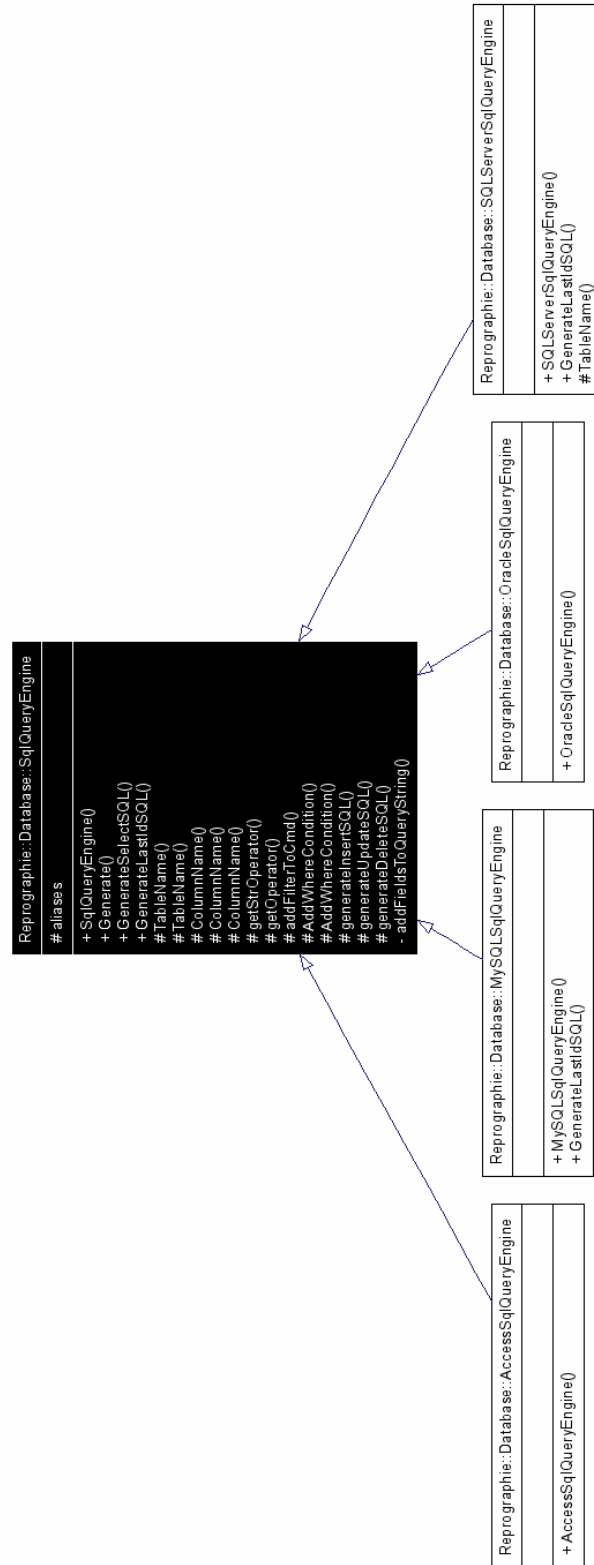 Reprographie::Database::SqlQueryEngine
# aliases
+ SqlQueryEngine()
+ Generate()
+ GenerateSelectSQL()
+ GenerateLastIdSQL()
# TableName()
# TableName()
# ColumnName()
# ColumnName()
# ColumnName()
# getStrOperator()
# getOperator()
# addFilterToCmd()
# AddWhereCondition()
# AddWhereCondition()
# generateInsertSQL()
# generateUpdateSQL()
# generateDeleteSQL()
- addFieldsToQueryString()
Reprographie::Database::AccessSqlQueryEngine
+ AccessSqlQueryEngine()
Reprographie::Database::MySQLSqlQueryEngine
+ MySQLSqlQueryEngine()
+ GenerateLastIdSQL()
Reprographie::Database::OracleSqlQueryEngine
+ OracleSqlQueryEngine()
Reprographie::Database::SQLServerSqlQueryEngine
+ SQLServerSqlQueryEngine()
+ GenerateLastIdSQL()
# TableName()